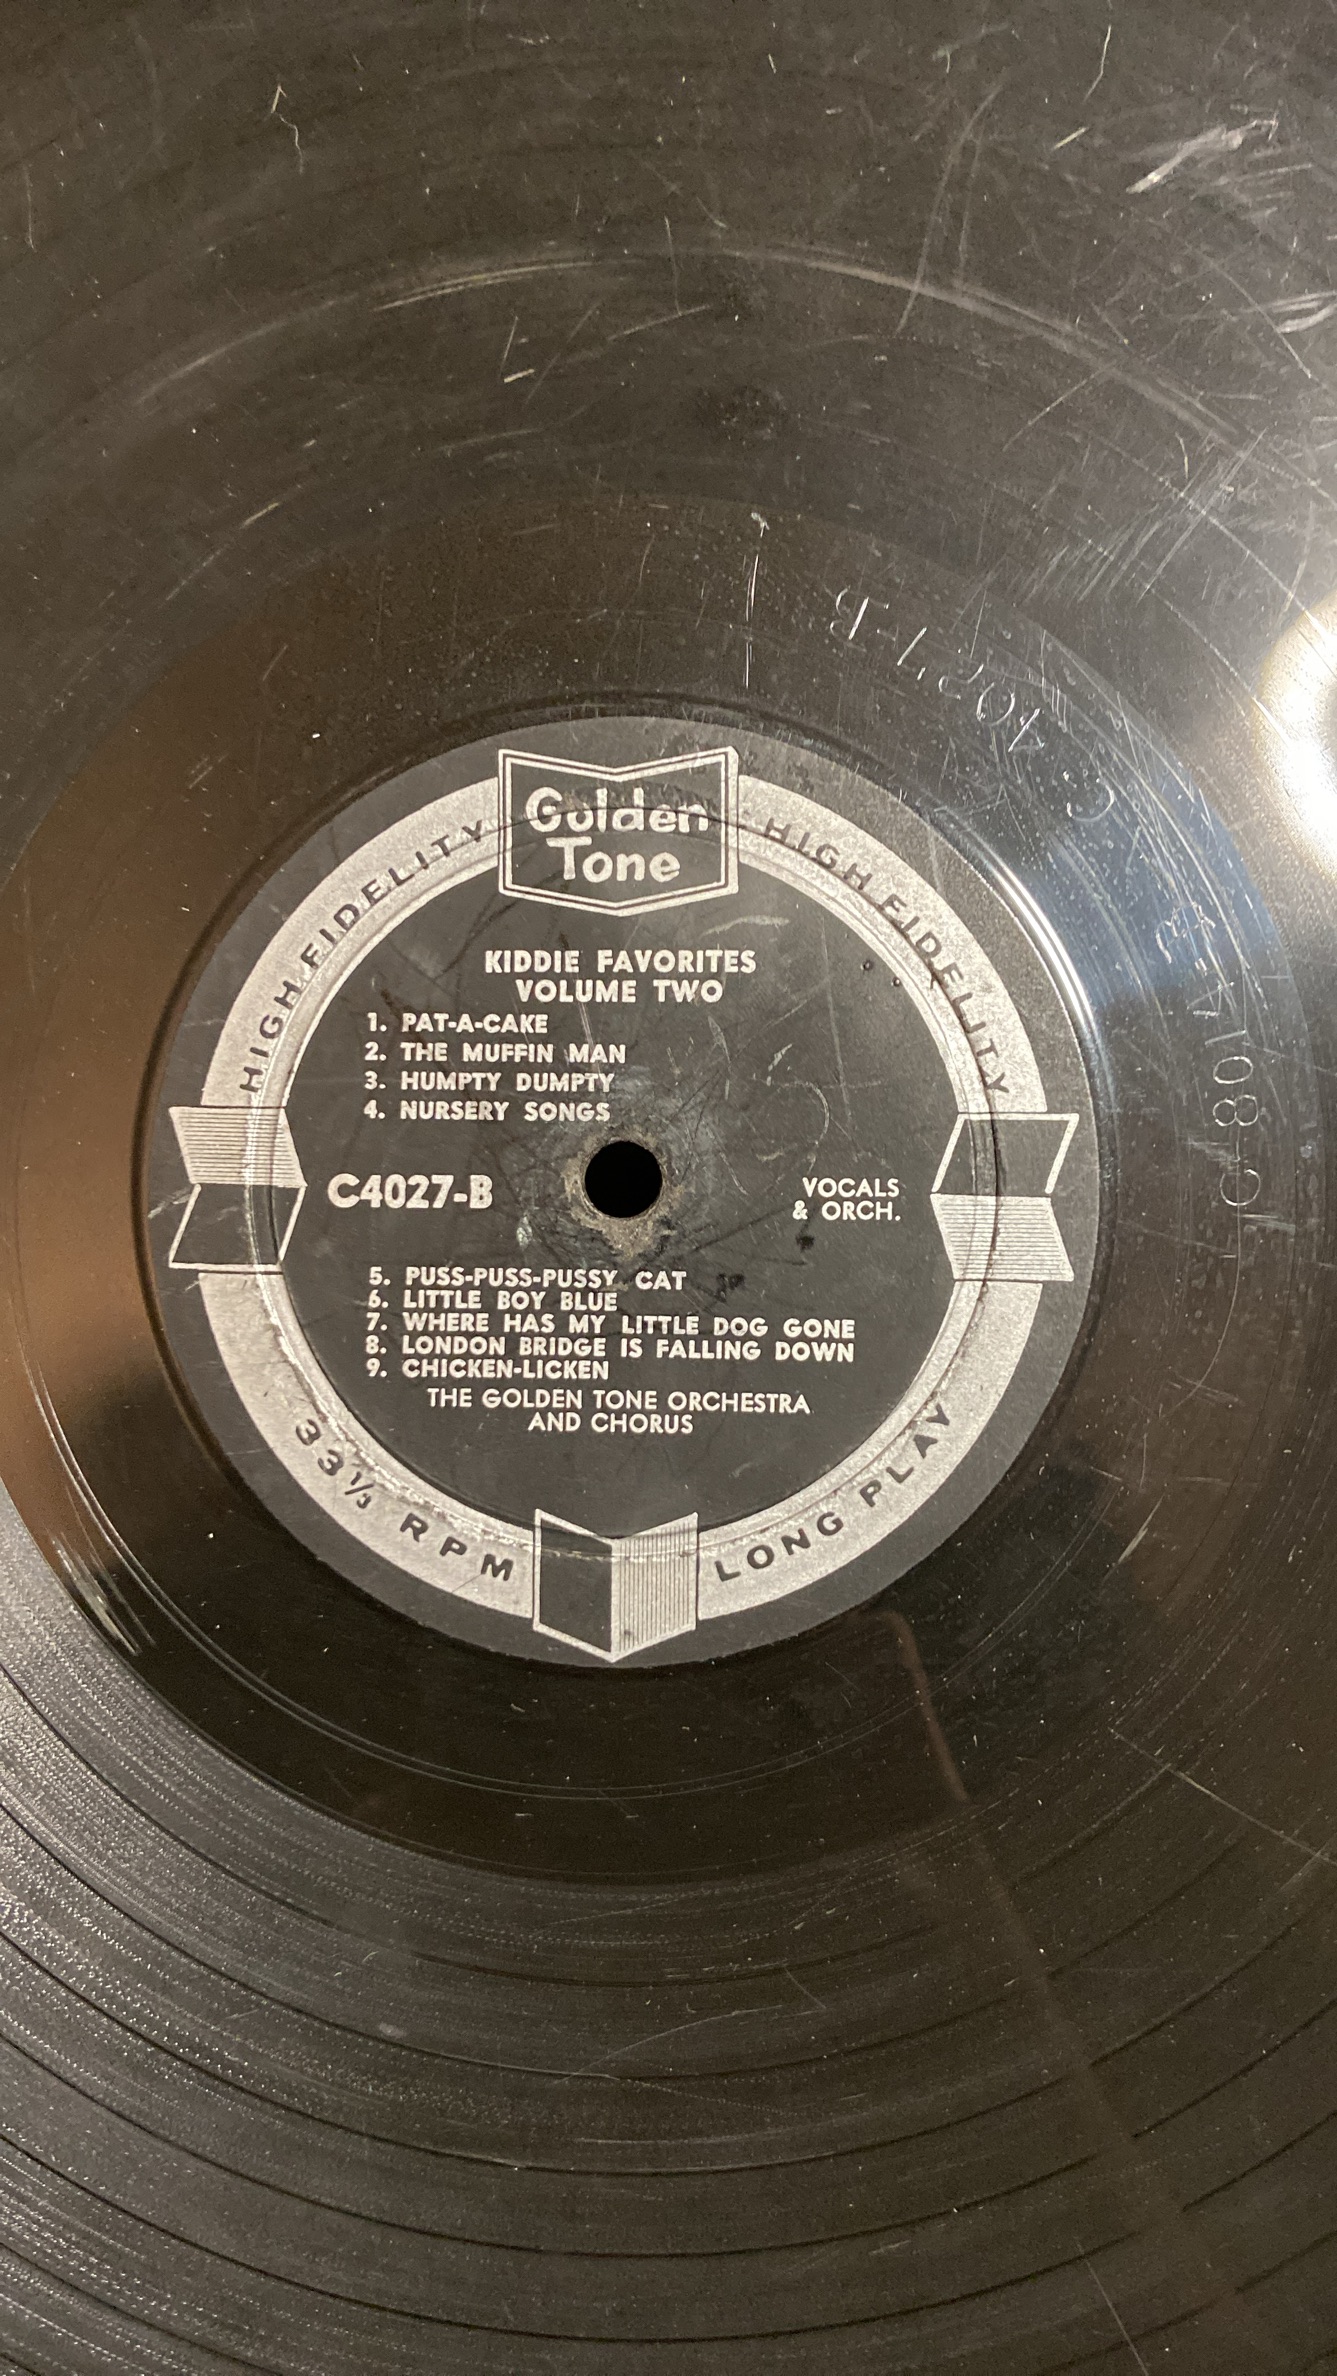 Golden
Tone
HIGH FIDELITY
HIGH FIDELITY
KIDDIE FAVORITES
VOLUME TWO
1. PAT-A-CAKE
2. THE MUFFIN MAN
3. HUMPTY DUMPTY
4. NURSERY SONGS
C4027-B
VOCALS
& ORCH.
5. PUSS-PUSS-PUSSY CAT
6. LITTLE BOY BLUE
7. WHERE HAS MY LITTLE DOG GONE
8. LONDON BRIDGE IS FALLING DOWN
9. CHICKEN-LICKEN
THE GOLDEN TONE ORCHESTRA
AND CHORUS
33⅓ RPM
LONG PLAY
C 4027-B